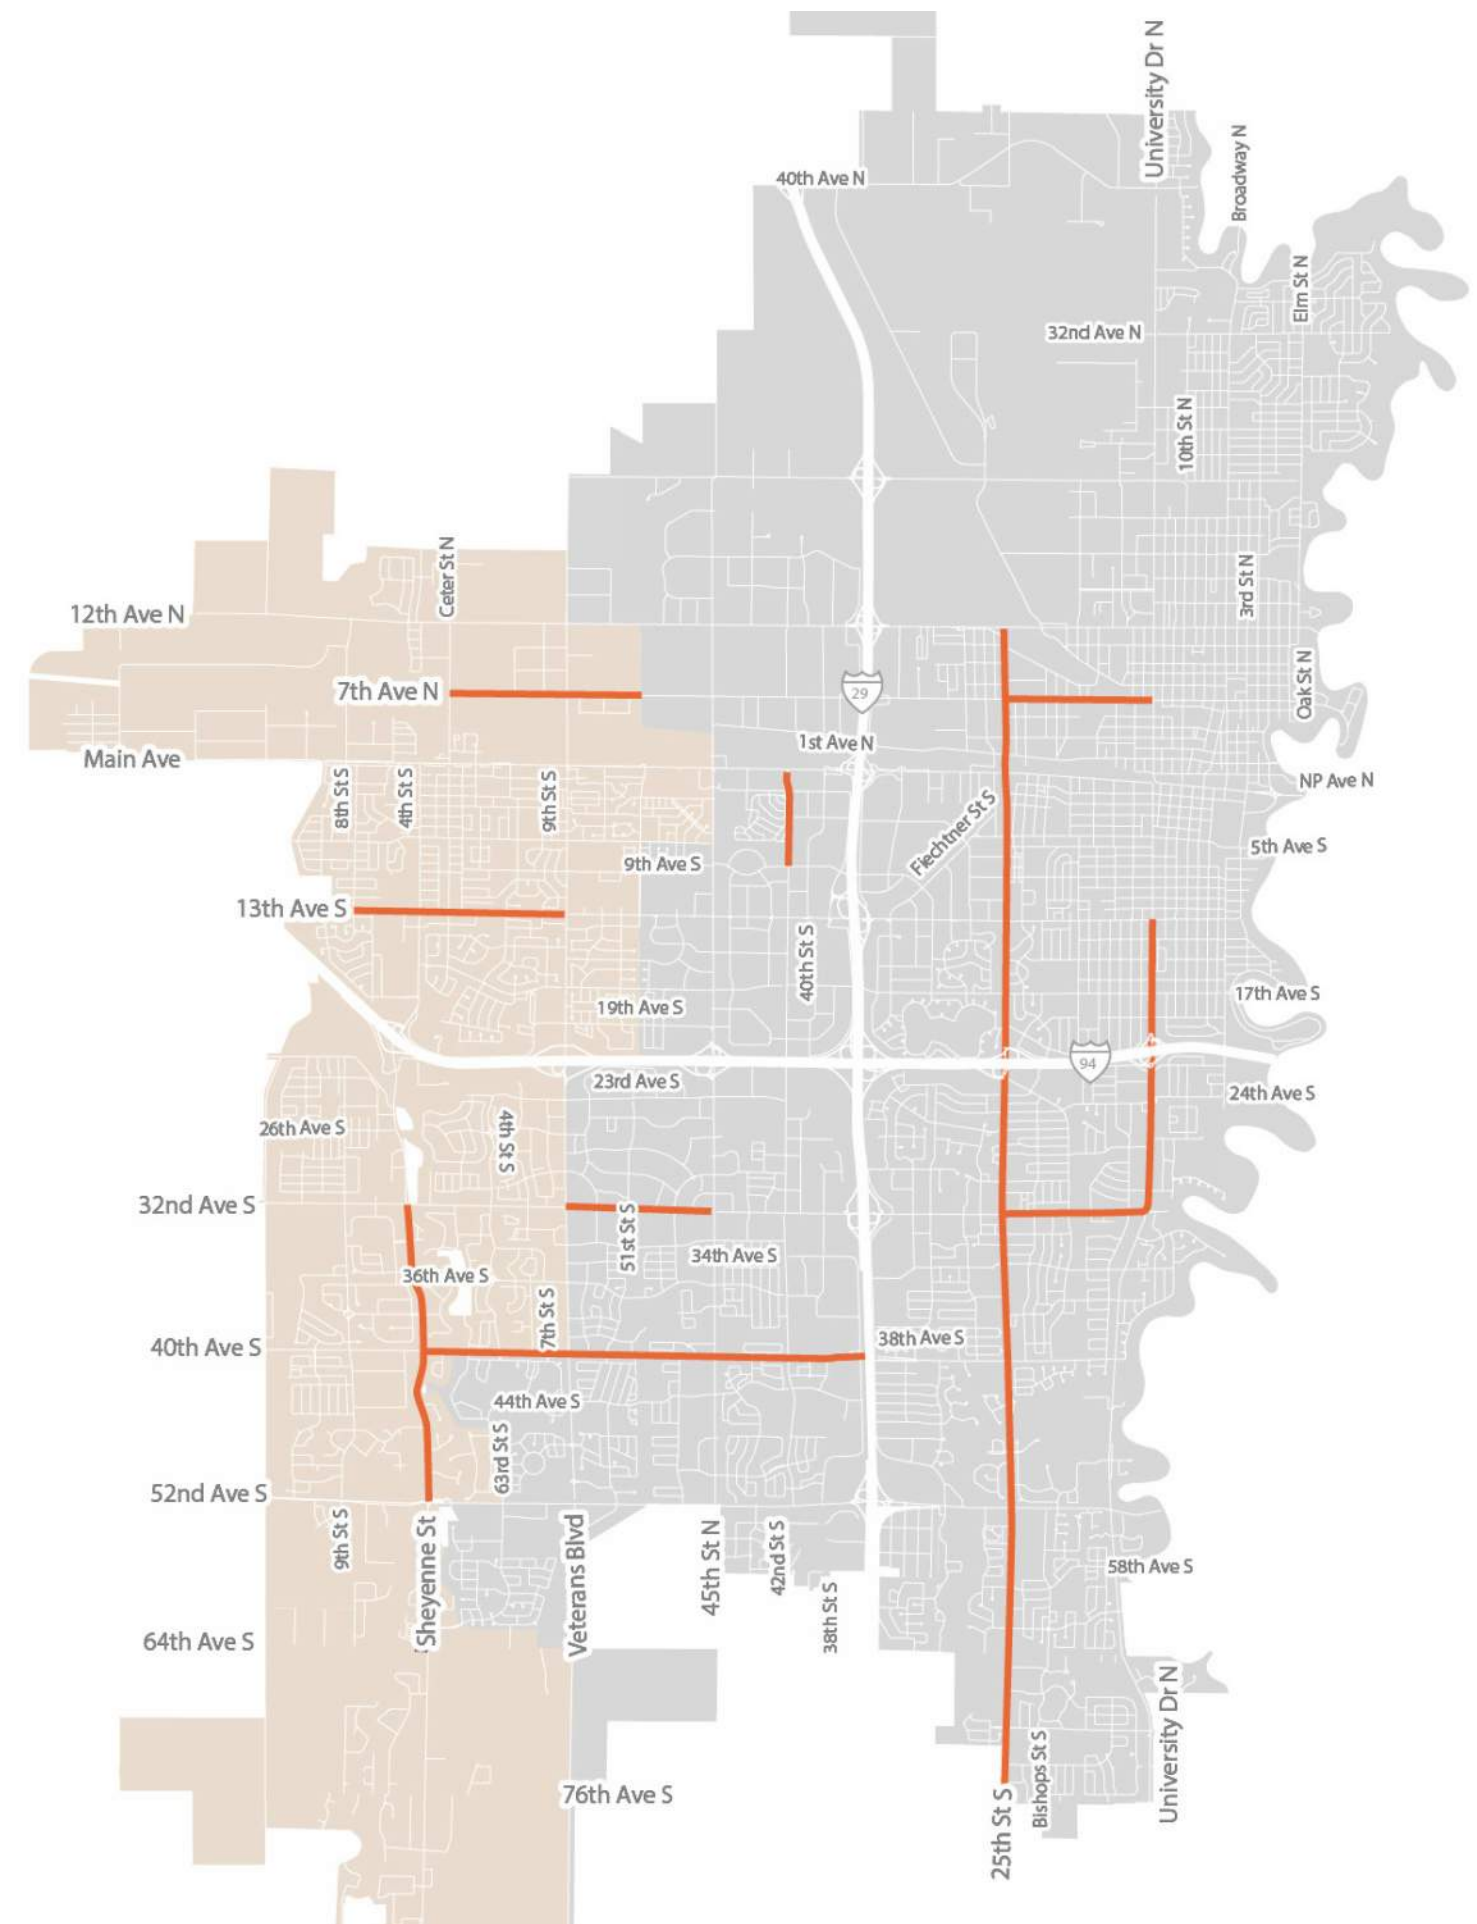 University Dr N
Broadway N
40th Ave N
Elm St N
32nd Ave N
10th St N
Ceter St N
3rd St N
12th Ave N
Oak St N
7th Ave N
29
1st Ave N
Main Ave
NP Ave N
8th St S
4th St S
9th St S
Fiechtner St S
5th Ave S
9th Ave S
13th Ave S
40th St S
17th Ave S
19th Ave S
94
23rd Ave S
24th Ave S
26th Ave S
4th St S
32nd Ave S
51st St S
34th Ave S
36th Ave S
7th St S
38th Ave S
40th Ave S
44th Ave S
63rd St S
52nd Ave S
9th St S
Sheyenne St
Veterans Blvd
45th St N
42nd St S
38th St S
58th Ave S
64th Ave S
University Dr N
Bishops St S
76th Ave S
25th St S